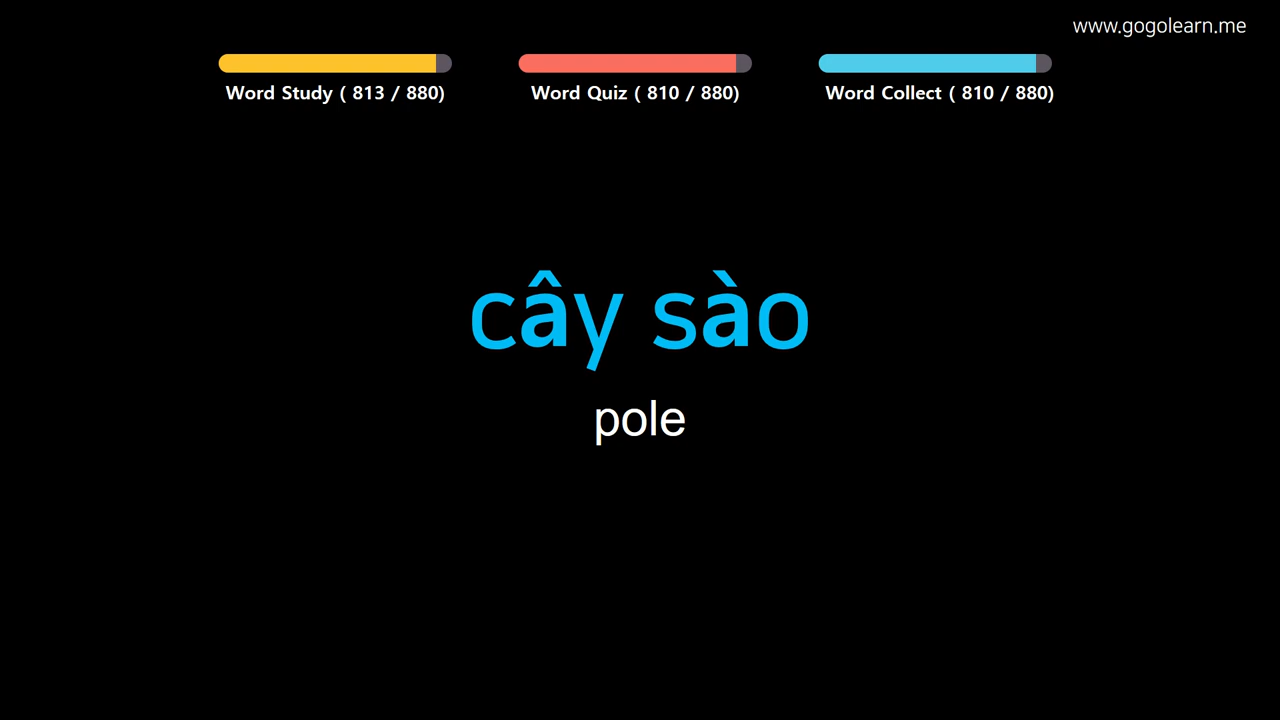 www.gogolearn.me
Word Study ( 813 / 880)
Word Quiz ( 810 / 880)
Word Collect ( 810 / 880)
cây sào
pole